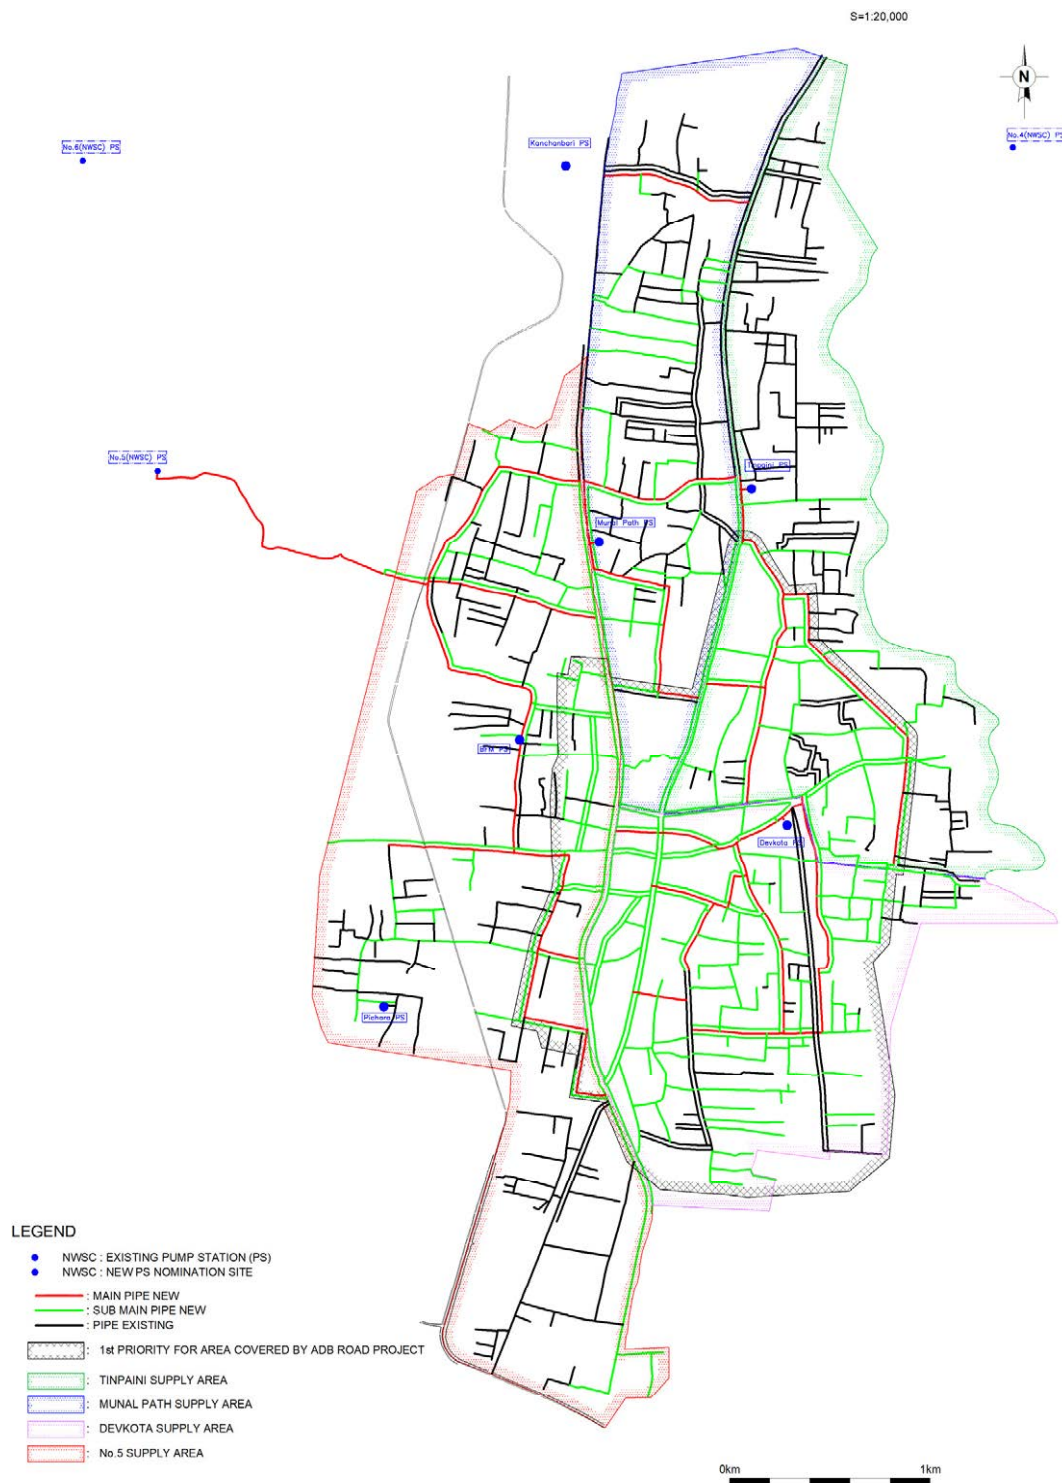 S=1:20,000
N
No.6(NWSC) PS
Kanchanbari PS
No.4(NWSC) PS
No.5(NWSC) PS
Tinpaini PS
Munal Path PS
BFM PS
Devkota PS
Pichara PS
LEGEND
NWSC : EXISTING PUMP STATION (PS)
NWSC : NEW PS NOMINATION SITE
: MAIN PIPE NEW
: SUB MAIN PIPE NEW
: PIPE EXISTING
: 1st PRIORITY FOR AREA COVERED BY ADB ROAD PROJECT
: TINPAINI SUPPLY AREA
: MUNAL PATH SUPPLY AREA
: DEVKOTA SUPPLY AREA
: No.5 SUPPLY AREA
0km 1km